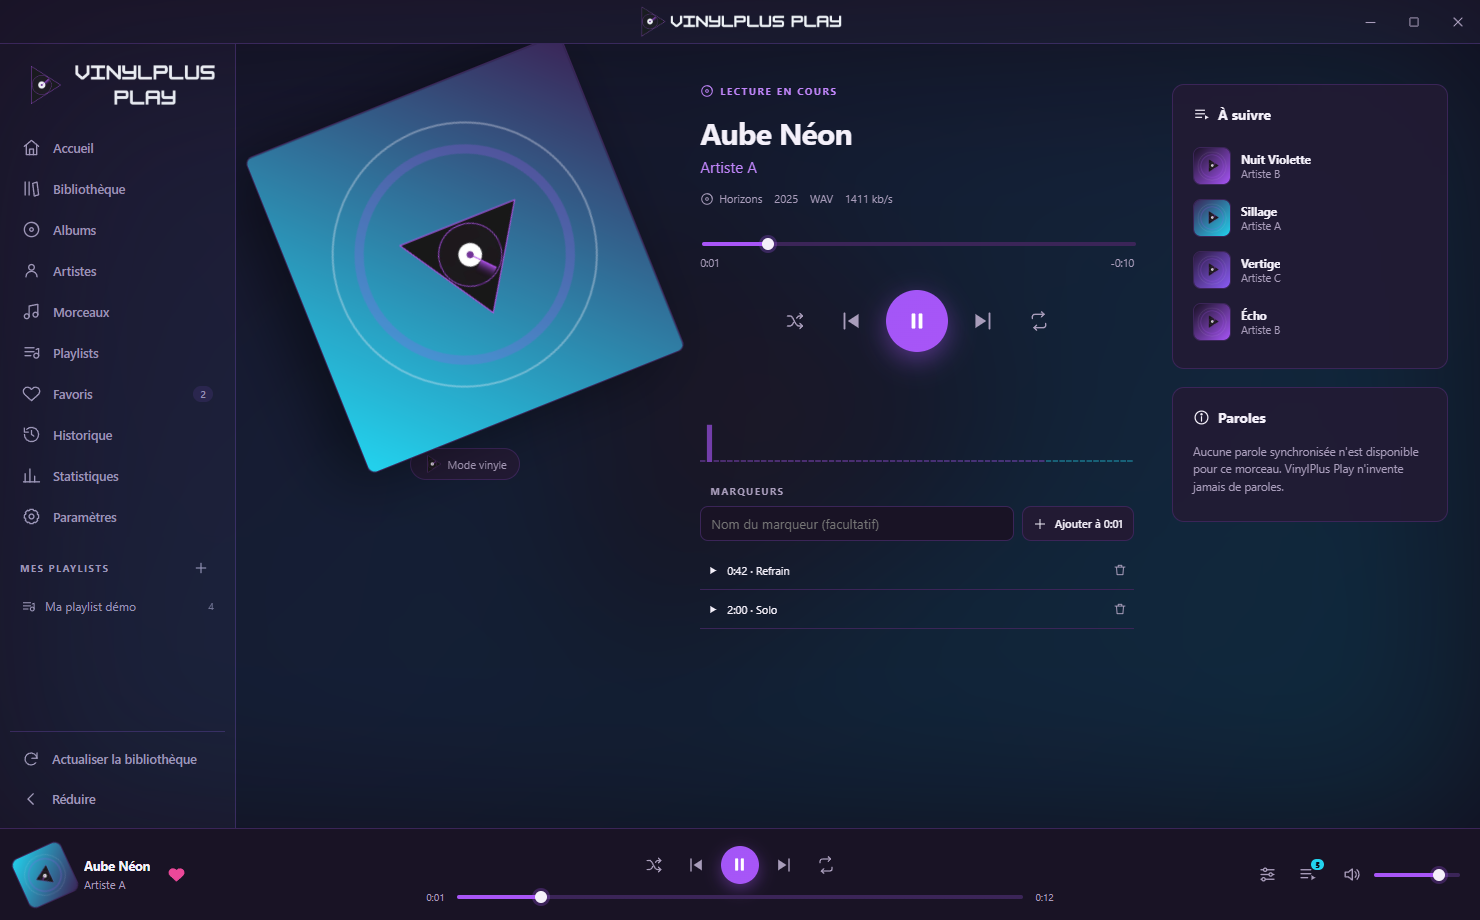 VINYLPLUS PLAY
VINYLPLUS
PLAY
Accueil
Bibliothèque
Albums
Artistes
Morceaux
Playlists
Favoris 2
Historique
Statistiques
Paramètres
MES PLAYLISTS
Ma playlist démo 4
Actualiser la bibliothèque
Réduire
Mode vinyle
LECTURE EN COURS
Aube Néon
Artiste A
Horizons 2025 WAV 1411 kb/s
0:01 -0:10
MARQUEURS
Nom du marqueur (facultatif) Ajouter à 0:01
0:42 · Refrain
2:00 · Solo
À suivre
Nuit Violette
Artiste B
Sillage
Artiste A
Vertige
Artiste C
Écho
Artiste B
Paroles
Aucune parole synchronisée n'est disponible
pour ce morceau. VinylPlus Play n'invente
jamais de paroles.
Aube Néon
Artiste A
0:01 0:12
5